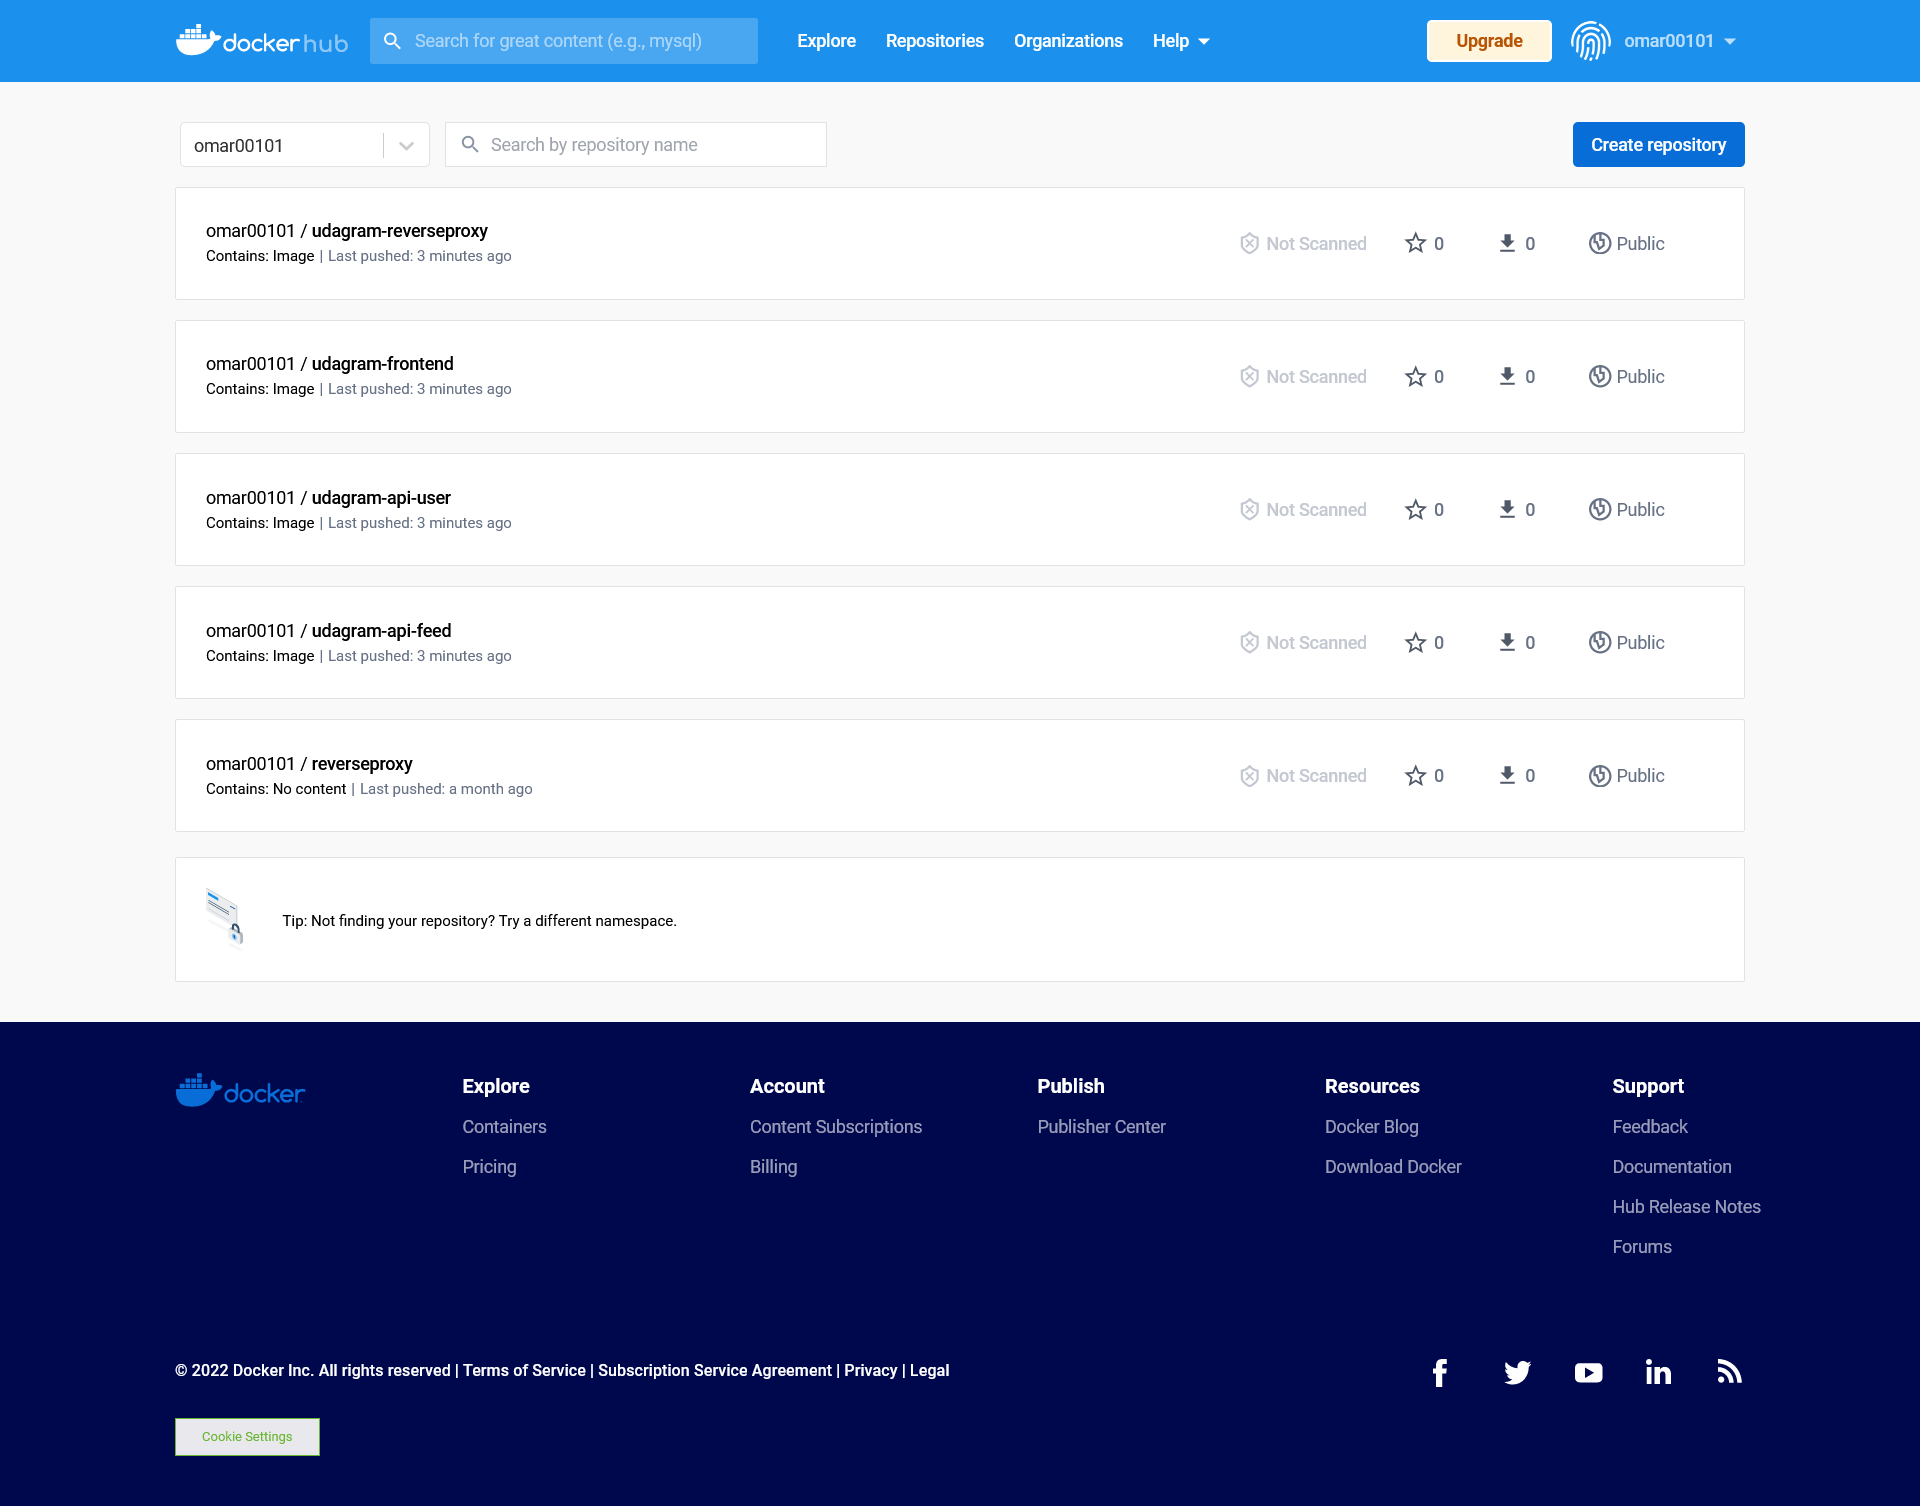 docker hub
Search for great content (e.g., mysql)
Explore
Repositories
Organizations
Help
Upgrade
omar00101
omar00101
Search by repository name
Create repository
omar00101 / udagram-reverseproxy
Contains: Image | Last pushed: 3 minutes ago
Not Scanned
0
0
Public
omar00101 / udagram-frontend
Contains: Image | Last pushed: 3 minutes ago
Not Scanned
0
0
Public
omar00101 / udagram-api-user
Contains: Image | Last pushed: 3 minutes ago
Not Scanned
0
0
Public
omar00101 / udagram-api-feed
Contains: Image | Last pushed: 3 minutes ago
Not Scanned
0
0
Public
omar00101 / reverseproxy
Contains: No content | Last pushed: a month ago
Not Scanned
0
0
Public
Tip: Not finding your repository? Try a different namespace.
docker
Explore
Containers
Pricing
Account
Content Subscriptions
Billing
Publish
Publisher Center
Resources
Docker Blog
Download Docker
Support
Feedback
Documentation
Hub Release Notes
Forums
© 2022 Docker Inc. All rights reserved | Terms of Service | Subscription Service Agreement | Privacy | Legal
Cookie Settings